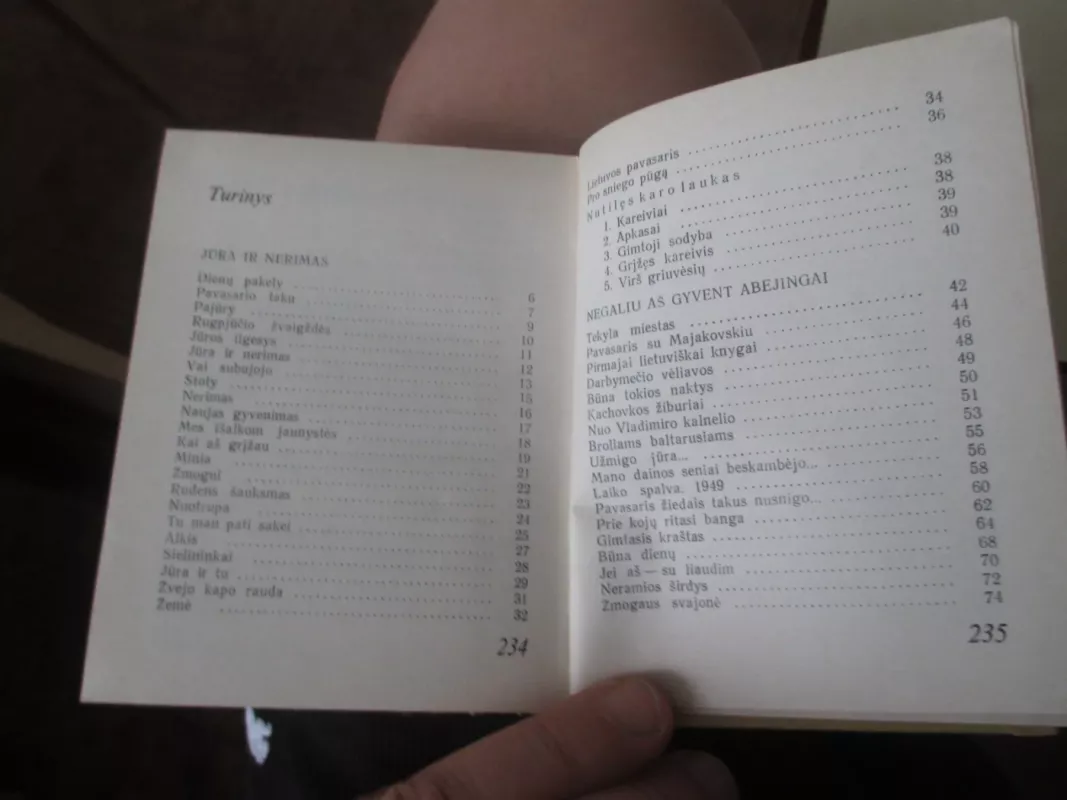 Turinys
JŪRA IR NERIMAS
Dienų pakely 6
Pavasario taku 7
Pajūry 9
Rugpjūčio žvaigždės 10
Jūros ilgesys 11
Jūra ir nerimas 12
Vai subujojo 13
Stoty 15
Nerimas 16
Naujas gyvenimas 17
Mes išalkom jaunystės 18
Kai aš grįžau 19
Minia 21
Žmogui 22
Rudens šauksmas 23
Nuotrupa 24
Tu man pati sakei 25
Alkis 27
Sielininkai 28
Jūra ir tu 29
Žvejo kapo rauda 31
Žemė 32
234
Lietuvos pavasaris 34
Pro sniego pūgą 36
Nutilęs karo laukas
1. Kareiviai 38
2. Apkasai 38
3. Gimtoji sodyba 39
4. Grįžęs kareivis 39
5. Virš griuvėsių 40
NEGALIU AŠ GYVENT ABEJINGAI
Tekyla miestas 42
Pavasaris su Majakovskiu 44
Pirmajai lietuviškai knygai 46
Darbymečio vėliavos 48
Būna tokios naktys 49
Kachovkos žiburiai 50
Nuo Vladimiro kalnelio 51
Broliams baltarusiams 53
Užmigo jūra... 55
Mano dainos seniai beskambėjo... 56
Laiko spalva. 1949 58
Pavasaris žiedais takus nusnigo... 60
Prie kojų ritasi banga 62
Gimtasis kraštas 64
Būna dienų 68
Jei aš — su liaudim 70
Neramios širdys 72
Žmogaus svajonė 74
235